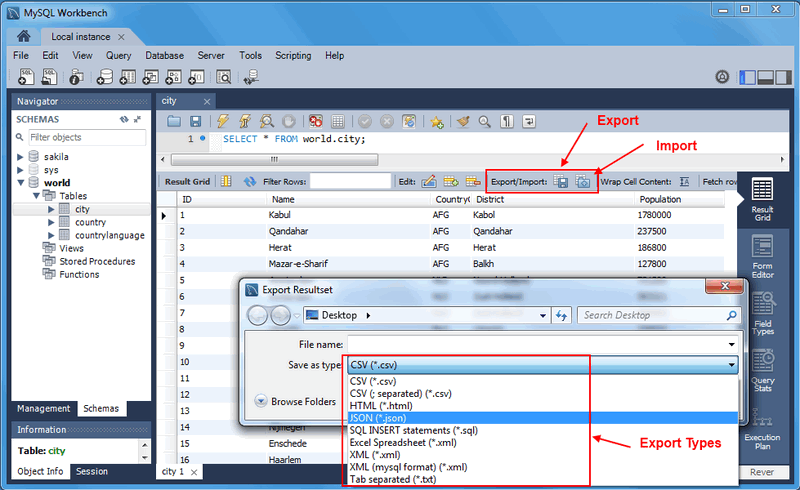 MySQL Workbench
Local instance
File Edit View Query Database Server Tools Scripting Help
Navigator
SCHEMAS
Filter objects
sakila
sys
world
Tables
city
country
countrylanguage
Views
Stored Procedures
Functions
Management Schemas
Information
Table: city
Object Info Session
city
1 SELECT * FROM world.city;
Export
Import
Result Grid Filter Rows: Edit: Export/Import: Wrap Cell Content: Fetch row
ID Name District Population
1 Kabul AFG Kabol 1780000
2 Qandahar AFG Qandahar 237500
3 Herat AFG Herat 186800
4 Mazar-e-Sharif AFG Balkh 127800
5
6
7
8
9
10
11
12
13
14
Enschede
Haarlem
Export Resultset
Desktop
Search Desktop
File name:
Save as type: CSV (*.csv)
CSV (*.csv)
CSV (; separated) (*.csv)
HTML (*.html)
JSON (*.json)
SQL INSERT statements (*.sql)
Excel Spreadsheet (*.xml)
XML (*.xml)
XML (mysql format) (*.xml)
Tab separated (*.txt)
Browse Folders
Export Types
15
16
city 1
Result Grid
Form Editor
Field Types
Query Stats
Execution Plan
Rever